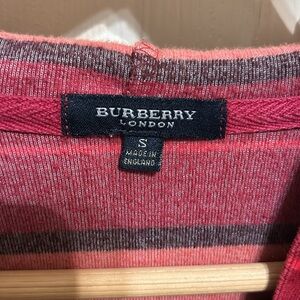 BURBERRY
LONDON
S
MADE IN
ENGLAND